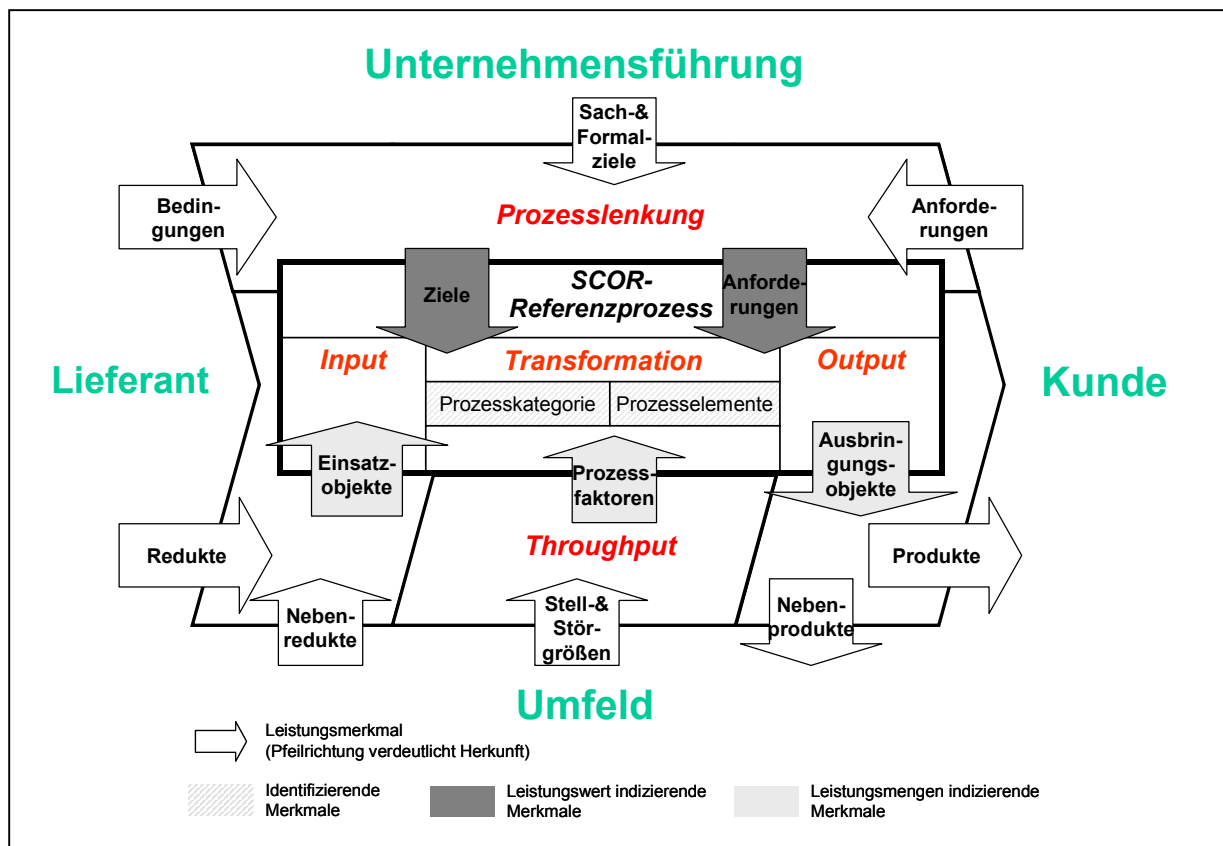 Unternehmensführung
Sach-&
Formal-
ziele
Bedin-
gungen
Prozesslenkung
Anforde-
rungen
Ziele
SCOR-
Referenzprozess
Anforde-
rungen
Lieferant
Input
Transformation
Output
Kunde
Prozesskategorie
Prozesselemente
Einsatz-
objekte
Prozess-
faktoren
Ausbrin-
gungs-
objekte
Redukte
Throughput
Produkte
Neben-
redukte
Stell-&
Stör-
größen
Neben-
produkte
Umfeld
Leistungsmerkmal
(Pfeilrichtung verdeutlicht Herkunft)
Identifizierende
Merkmale
Leistungswert indizierende
Merkmale
Leistungsmengen indizierende
Merkmale